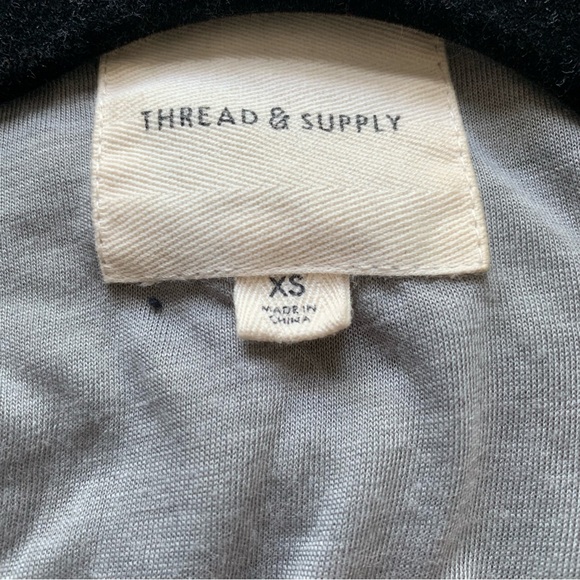 THREAD & SUPPLY
XS
MADE IN
CHINA